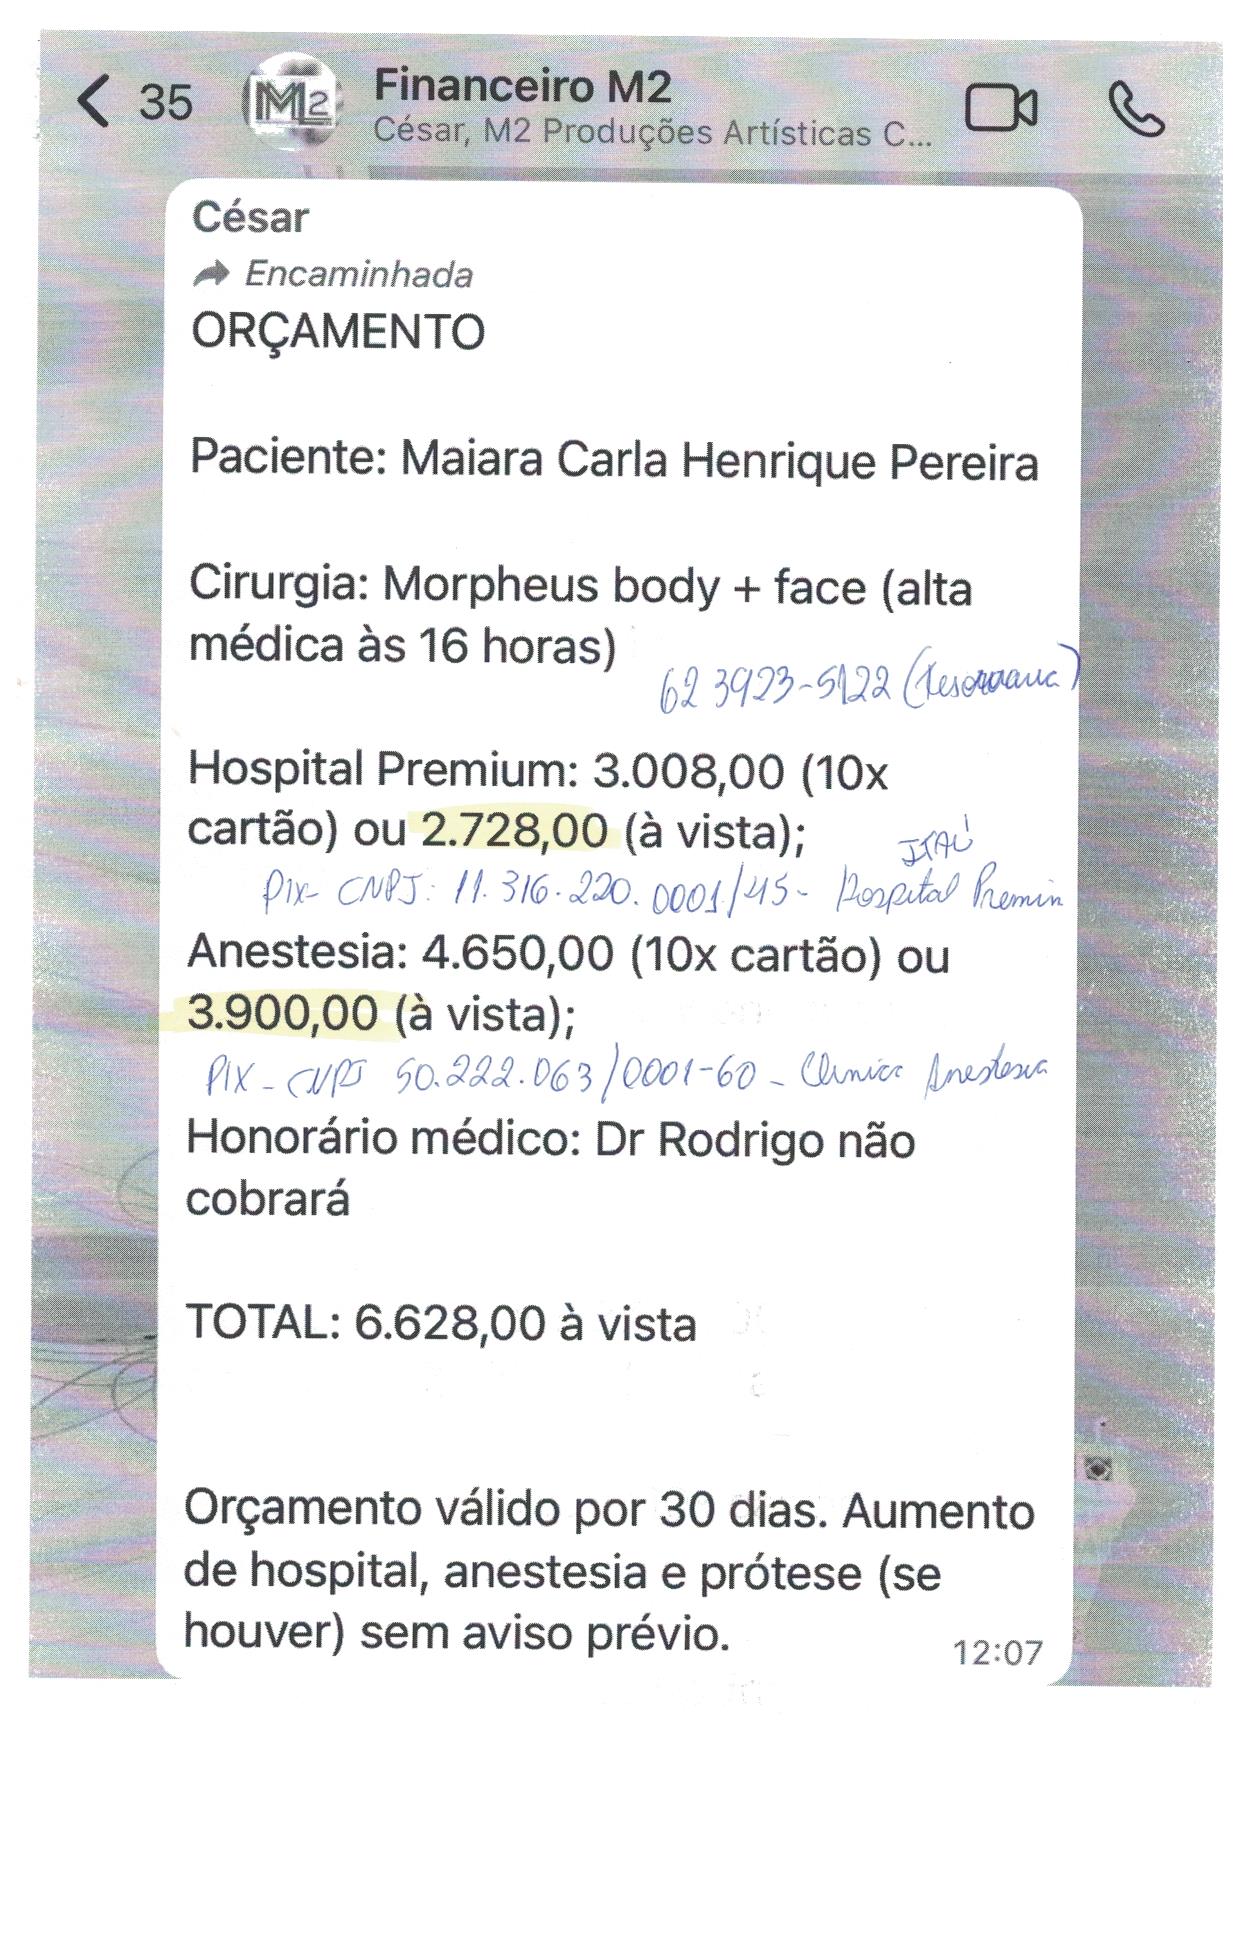 35
M2
Financeiro M2
César, M2 Produções Artísticas C...
César
Encaminhada
ORÇAMENTO
Paciente: Maiara Carla Henrique Pereira
Cirurgia: Morpheus body + face (alta
médica às 16 horas)
62 3923-5122 (Tesouraria)
Hospital Premium: 3.008,00 (10x
cartão) ou 2.728,00 (à vista);
ITAÚ
Pix- CNPJ: 11.316.220.0001/45- Hospital Premiun
Anestesia: 4.650,00 (10x cartão) ou
3.900,00 (à vista);
PIX - CNPJ 50.222.063/0001-60 - Clinica Anestesia
Honorário médico: Dr Rodrigo não
cobrará
TOTAL: 6.628,00 à vista
Orçamento válido por 30 dias. Aumento
de hospital, anestesia e prótese (se
houver) sem aviso prévio.
12:07